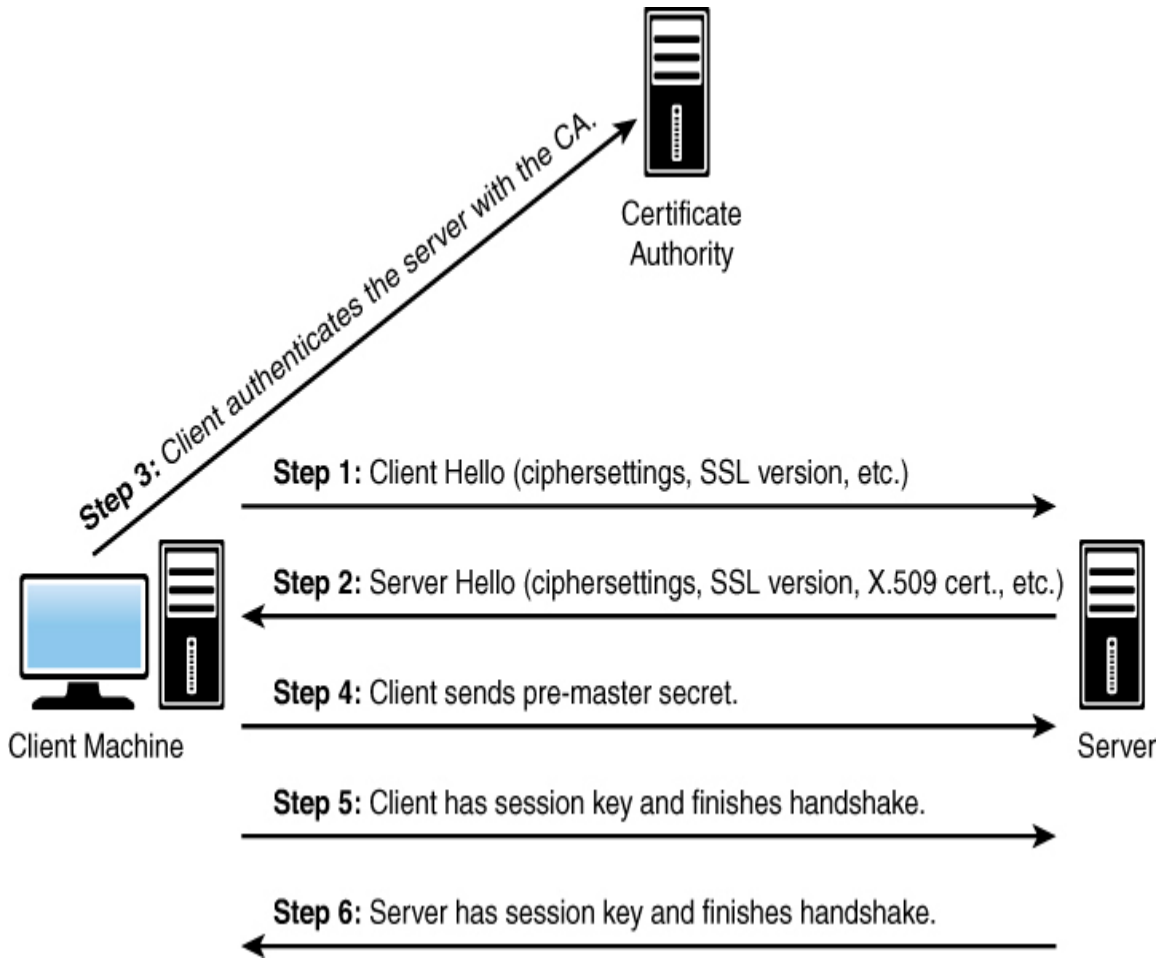 Certificate
Authority
Step 3: Client authenticates the server with the CA.
Step 1: Client Hello (ciphersettings, SSL version, etc.)
Step 2: Server Hello (ciphersettings, SSL version, X.509 cert., etc.)
Step 4: Client sends pre-master secret.
Client Machine
Server
Step 5: Client has session key and finishes handshake.
Step 6: Server has session key and finishes handshake.